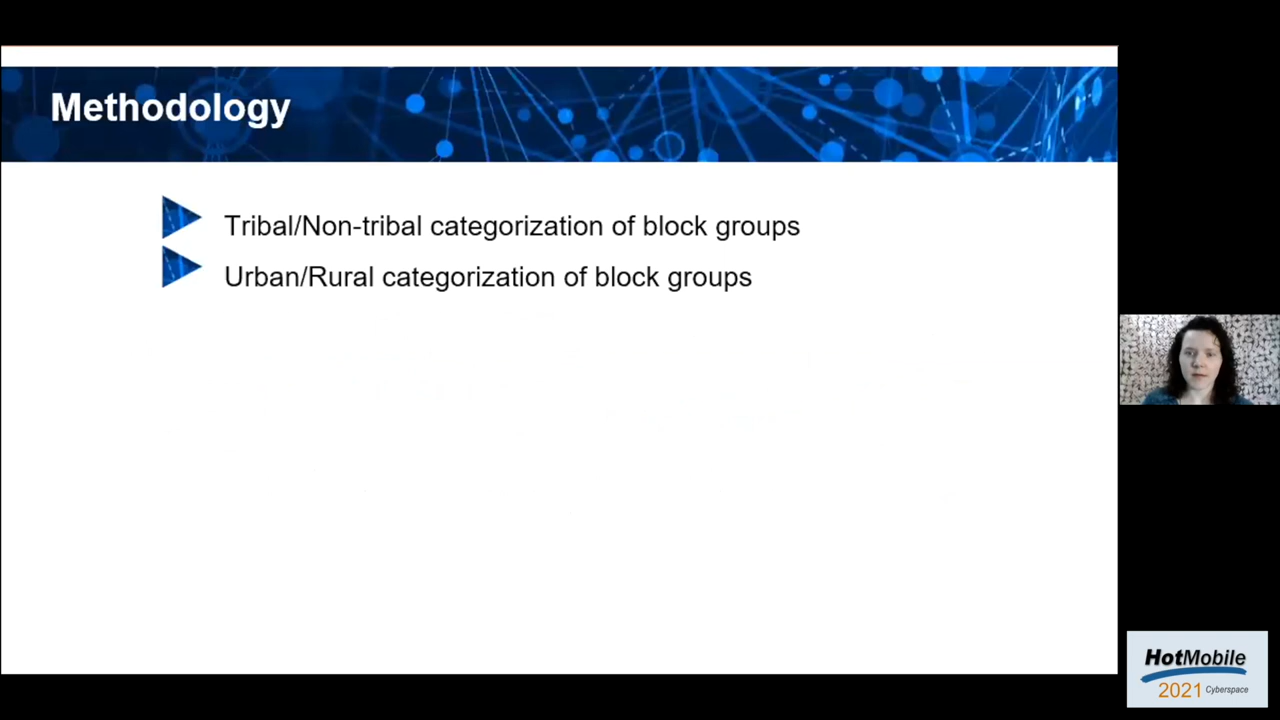 Methodology
Tribal/Non-tribal categorization of block groups
Urban/Rural categorization of block groups
HotMobile
2021 Cyberspace